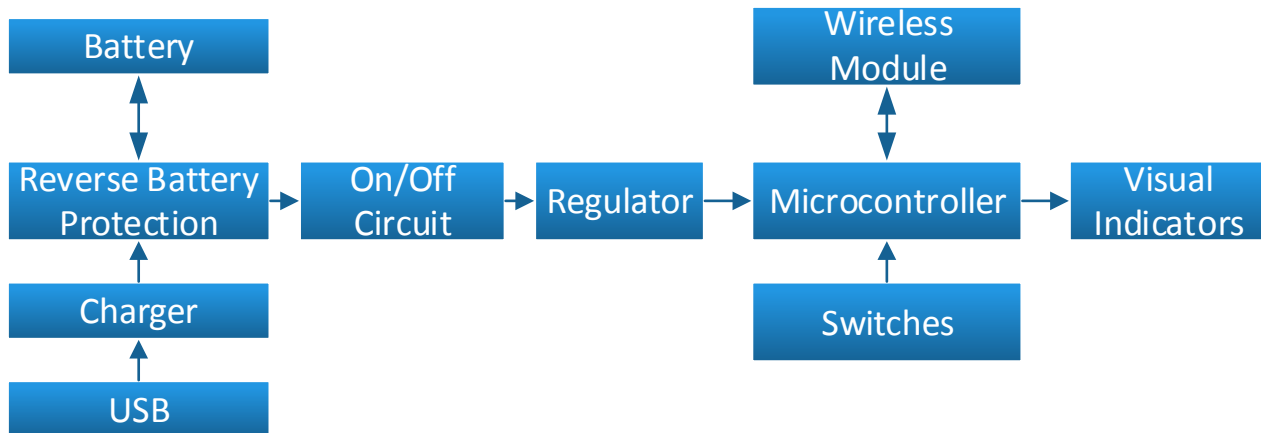 Battery
Wireless
Module
Reverse Battery
Protection
On/Off
Circuit
Regulator
Microcontroller
Visual
Indicators
Charger
Switches
USB